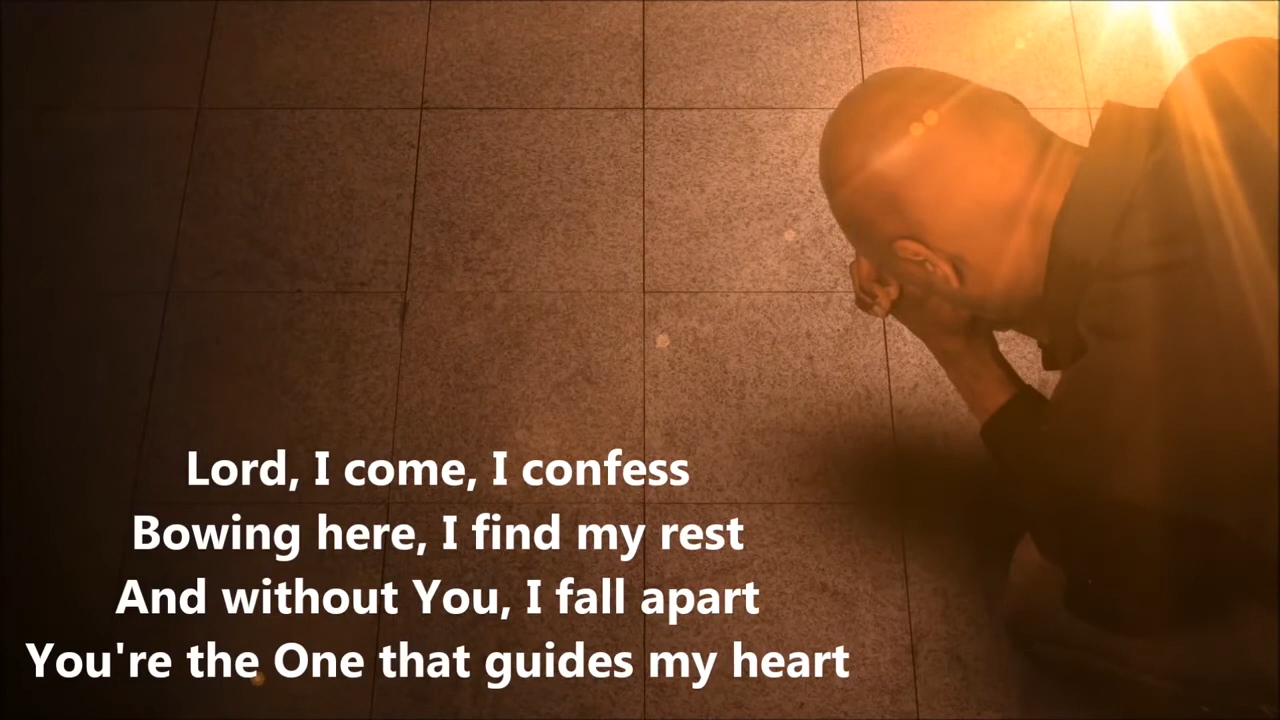 Lord, I come, I confess
Bowing here, I find my rest
And without You, I fall apart
You're the One that guides my heart